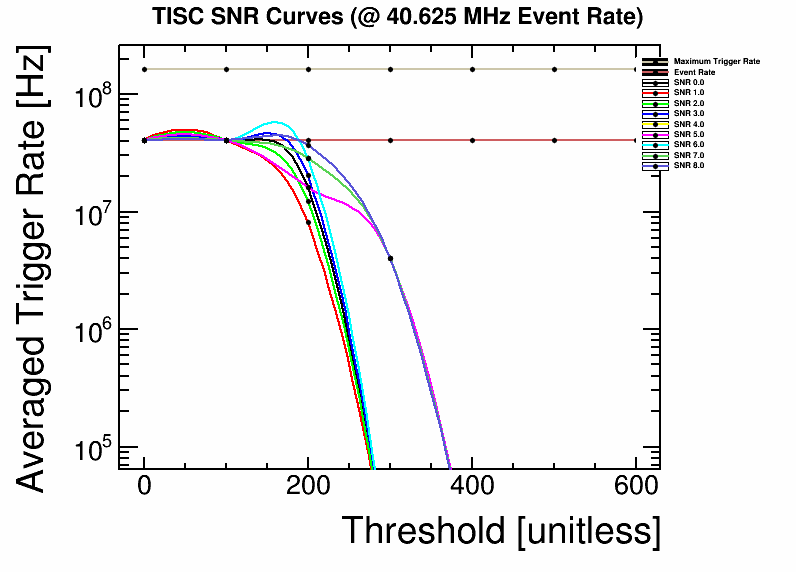 TISC SNR Curves (@ 40.625 MHz Event Rate)
Averaged Trigger Rate [Hz]
10^8
10^7
10^6
10^5
0 200 400 600
Threshold [unitless]
Maximum Trigger Rate
Event Rate
SNR 0.0
SNR 1.0
SNR 2.0
SNR 3.0
SNR 4.0
SNR 5.0
SNR 6.0
SNR 7.0
SNR 8.0